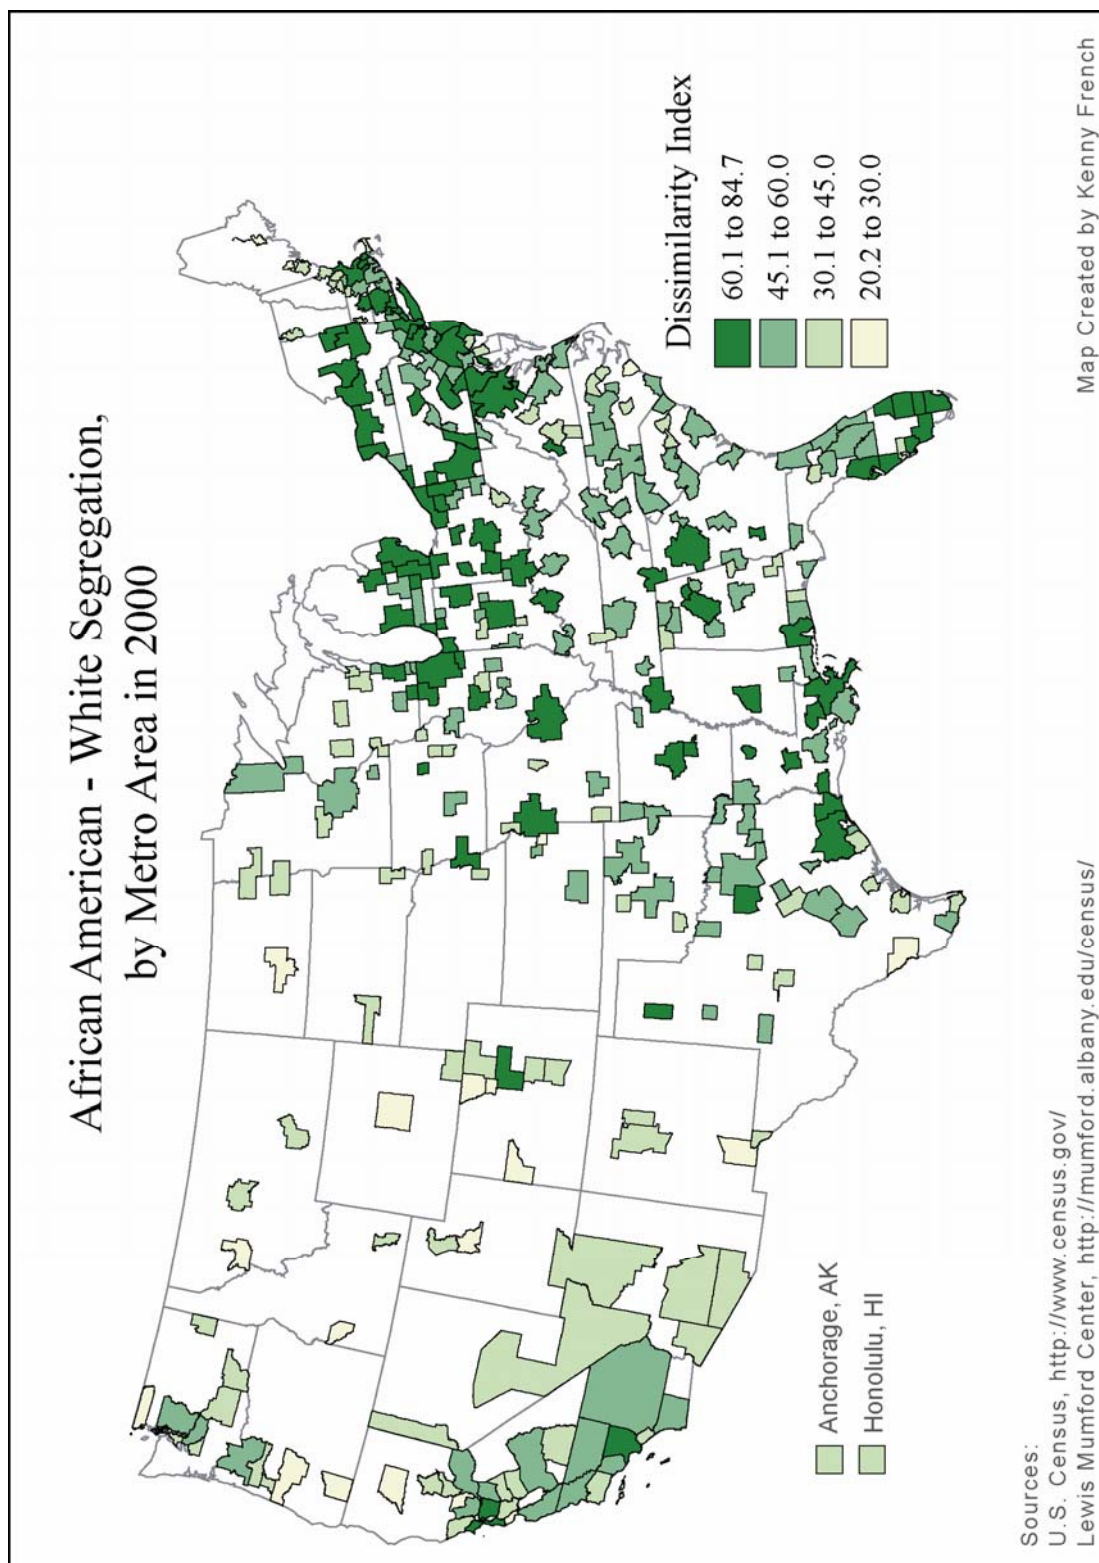 African American - White Segregation,
by Metro Area in 2000
Dissimilarity Index
60.1 to 84.7
45.1 to 60.0
30.1 to 45.0
20.2 to 30.0
Anchorage, AK
Honolulu, HI
Sources:
U.S. Census, http://www.census.gov/
Lewis Mumford Center, http://mumford.albany.edu/census/
Map Created by Kenny French